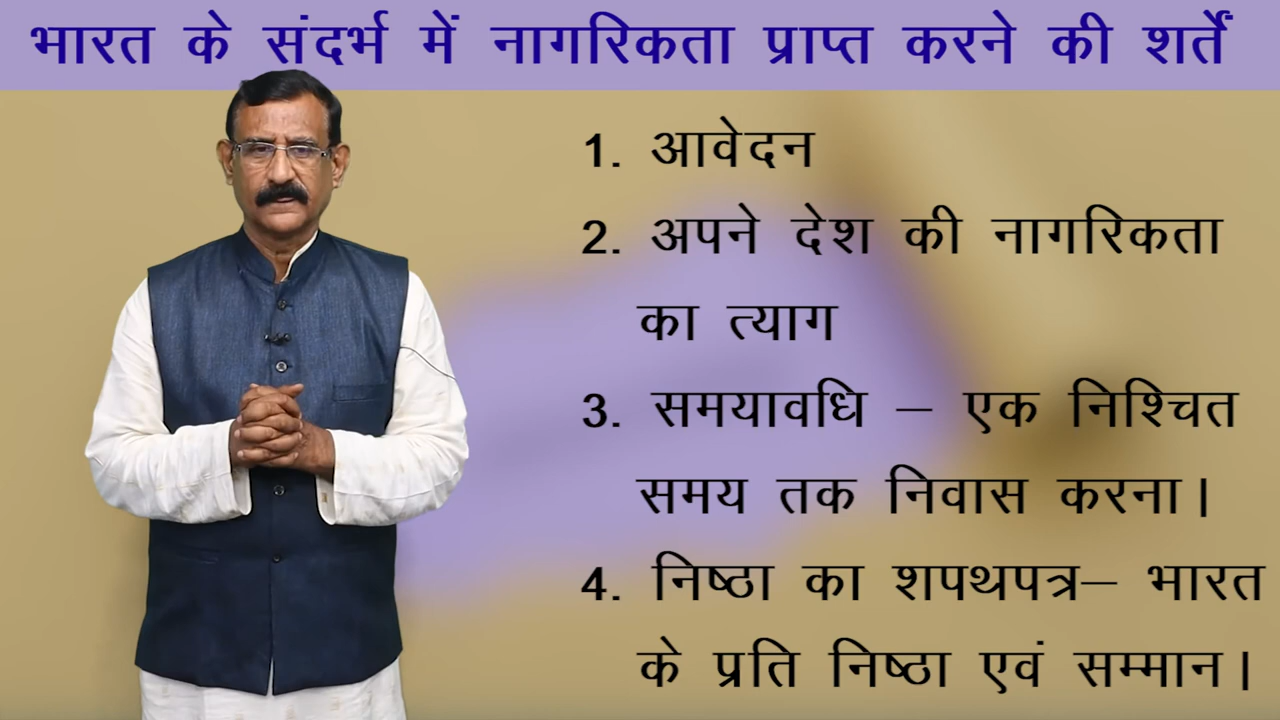 भारत के संदर्भ में नागरिकता प्राप्त करने की शर्तें
1. आवेदन
2. अपने देश की नागरिकता
का त्याग
3. समयावधि – एक निश्चित
समय तक निवास करना।
4. निष्ठा का शपथपत्र– भारत
के प्रति निष्ठा एवं सम्मान।